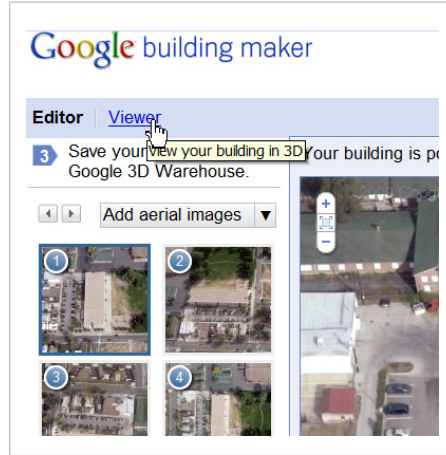 Google building maker
Editor Viewer
View your building in 3D
3 Save your
Google 3D Warehouse.
Your building is po
Add aerial images
1
2
3
4